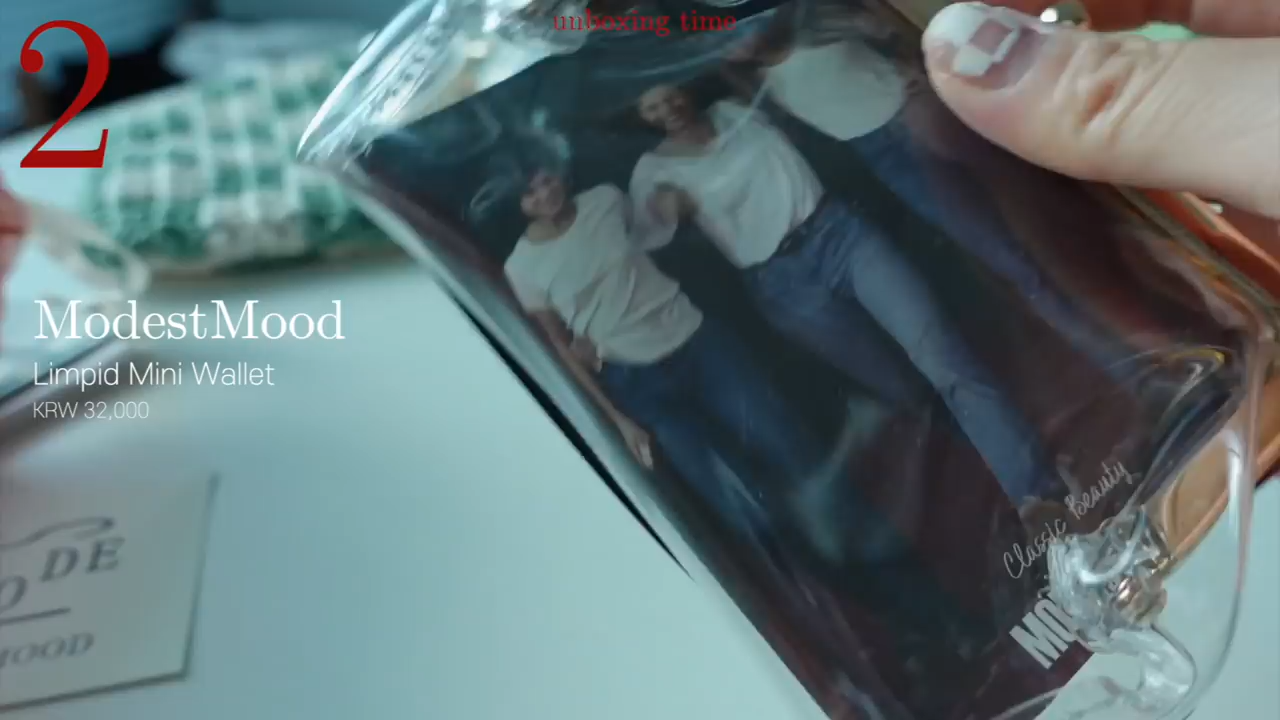 unboxing time
2
ModestMood
Limpid Mini Wallet
KRW 32,000
Classic Beauty
DE
MOOD